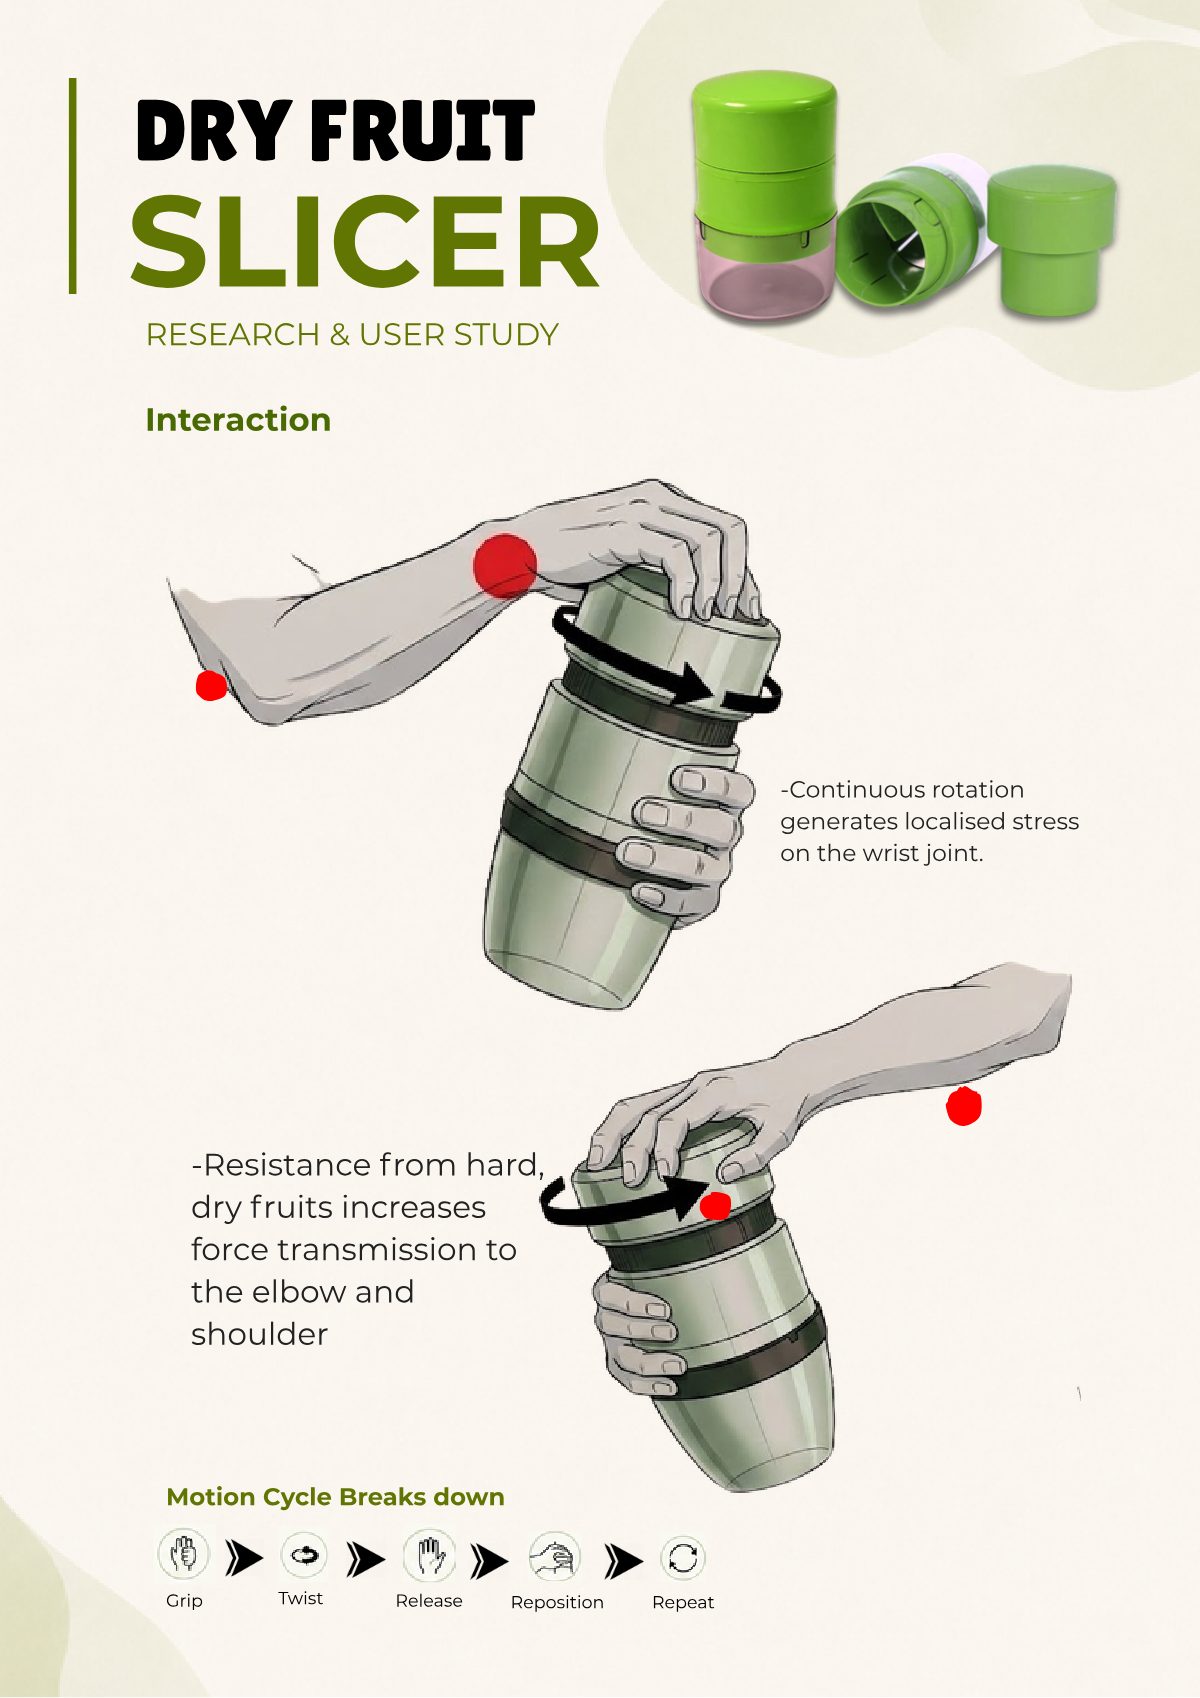 DRY FRUIT
SLICER
RESEARCH & USER STUDY
Interaction
-Continuous rotation
generates localised stress
on the wrist joint.
-Resistance from hard,
dry fruits increases
force transmission to
the elbow and
shoulder
Motion Cycle Breaks down
Grip
Twist
Release
Reposition
Repeat